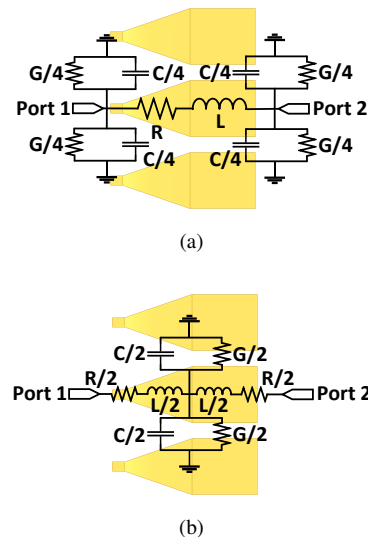 G/4 C/4 C/4 G/4
Port 1 R L Port 2
G/4 C/4 C/4 G/4
(a)
C/2 G/2
Port 1 R/2 L/2 L/2 R/2 Port 2
C/2 G/2
(b)